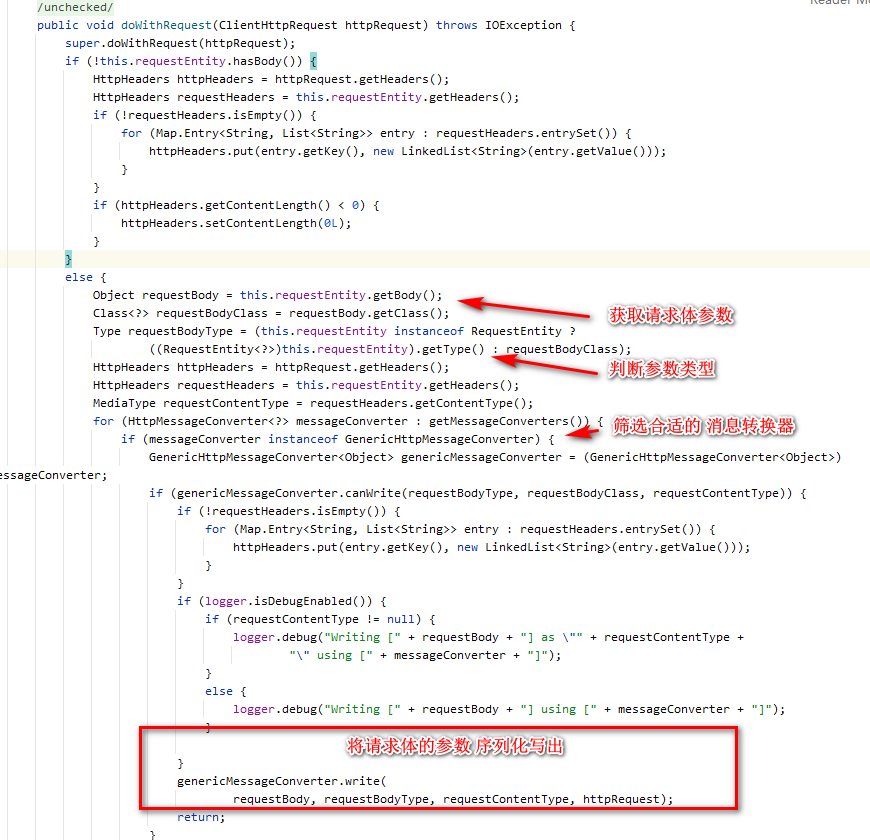 Reader Mo
/unchecked/
public void doWithRequest(ClientHttpRequest httpRequest) throws IOException {
super.doWithRequest(httpRequest);
if (!this.requestEntity.hasBody()) {
HttpHeaders httpHeaders = httpRequest.getHeaders();
HttpHeaders requestHeaders = this.requestEntity.getHeaders();
if (!requestHeaders.isEmpty()) {
for (Map.Entry<String, List<String>> entry : requestHeaders.entrySet()) {
httpHeaders.put(entry.getKey(), new LinkedList<String>(entry.getValue()));
}
}
if (httpHeaders.getContentLength() < 0) {
httpHeaders.setContentLength(0L);
}
}
else {
Object requestBody = this.requestEntity.getBody();
Class<?> requestBodyClass = requestBody.getClass();
获取请求体参数
Type requestBodyType = (this.requestEntity instanceof RequestEntity ?
((RequestEntity<?>)this.requestEntity).getType() : requestBodyClass);
HttpHeaders httpHeaders = httpRequest.getHeaders();
判断参数类型
HttpHeaders requestHeaders = this.requestEntity.getHeaders();
MediaType requestContentType = requestHeaders.getContentType();
for (HttpMessageConverter<?> messageConverter : getMessageConverters()) {
筛选合适的 消息转换器
if (messageConverter instanceof GenericHttpMessageConverter) {
GenericHttpMessageConverter<Object> genericMessageConverter = (GenericHttpMessageConverter<Object>)
essageConverter;
if (genericMessageConverter.canWrite(requestBodyType, requestBodyClass, requestContentType)) {
if (!requestHeaders.isEmpty()) {
for (Map.Entry<String, List<String>> entry : requestHeaders.entrySet()) {
httpHeaders.put(entry.getKey(), new LinkedList<String>(entry.getValue()));
}
}
if (logger.isDebugEnabled()) {
if (requestContentType != null) {
logger.debug("Writing [" + requestBody + "] as \"" + requestContentType +
"\" using [" + messageConverter + "]");
}
else {
logger.debug("Writing [" + requestBody + "] using [" + messageConverter + "]");
}
将请求体的参数 序列化写出
}
genericMessageConverter.write(
requestBody, requestBodyType, requestContentType, httpRequest);
return;
}